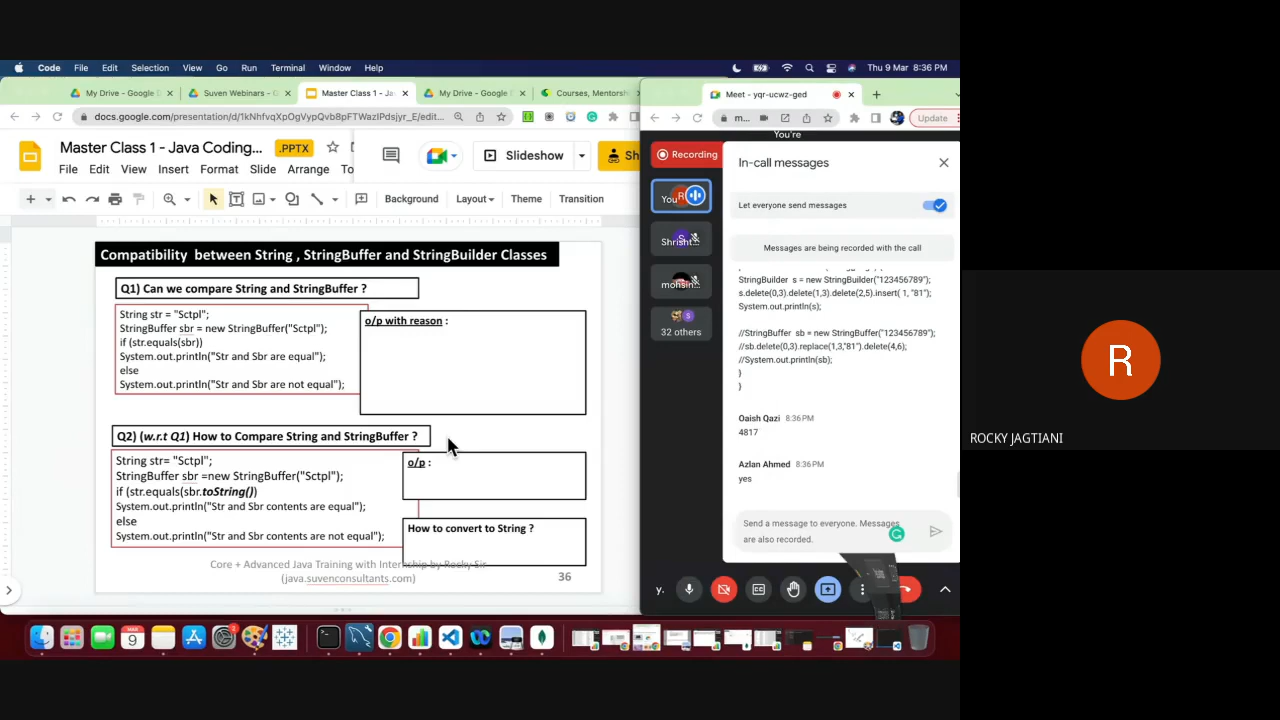 Code File Edit Selection View Go Run Terminal Window Help Thu 9 Mar 8:36 PM
My Drive - Google D Suven Webinars - G Master Class 1 - Ja My Drive - Google D Courses, Mentorsh Meet - yqr-ucwz-ged
docs.google.com/presentation/d/1kNhfvqXpOgVypQvb8pFTWazIPdsjyr_E/edit... m... Update
You're
Master Class 1 - Java Coding... .PPTX Slideshow Sh
File Edit View Insert Format Slide Arrange To
Background Layout Theme Transition
Compatibility between String , StringBuffer and StringBuilder Classes
Q1) Can we compare String and StringBuffer ?
String str = "Sctpl";
StringBuffer sbr = new StringBuffer("Sctpl");
if (str.equals(sbr))
System.out.println("Str and Sbr are equal");
else
System.out.println("Str and Sbr are not equal");
o/p with reason :
Q2) (w.r.t Q1) How to Compare String and StringBuffer ?
String str= "Sctpl";
StringBuffer sbr =new StringBuffer("Sctpl");
if (str.equals(sbr.toString())
System.out.println("Str and Sbr contents are equal");
else
System.out.println("Str and Sbr contents are not equal");
o/p :
How to convert to String ?
Core + Advanced Java Training with Internship by Rocky Sir
(java.suvenconsultants.com)
36
Recording
You
Shrisht...
mohsin...
32 others
In-call messages
Let everyone send messages
Messages are being recorded with the call
StringBuilder s = new StringBuilder("123456789");
s.delete(0,3).delete(1,3).delete(2,5).insert( 1, "81");
System.out.println(s);
//StringBuffer sb = new StringBuffer("123456789");
//sb.delete(0,3).replace(1,3,"81").delete(4,6);
//System.out.println(sb);
}
}
Oaish Qazi 8:36 PM
4817
Azlan Ahmed 8:36 PM
yes
Send a message to everyone. Messages
are also recorded.
y.
R
ROCKY JAGTIANI
MAR
9